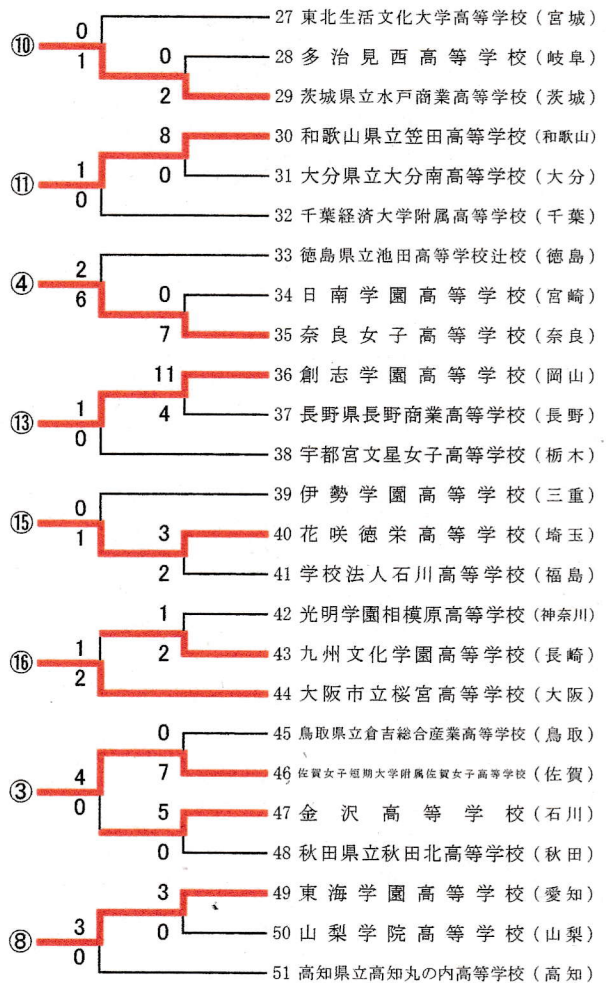 27 東北生活文化大学高等学校 (宮城)
0
⑩
1
0
28 多治見西高等学校 (岐阜)
2
29 茨城県立水戸商業高等学校 (茨城)
8
30 和歌山県立笠田高等学校 (和歌山)
1
⑪
0
0
31 大分県立大分南高等学校 (大分)
32 千葉経済大学附属高等学校 (千葉)
33 徳島県立池田高等学校辻校 (徳島)
2
④
6
0
34 日南学園高等学校 (宮崎)
7
35 奈良女子高等学校 (奈良)
11
36 創志学園高等学校 (岡山)
1
⑬
0
4
37 長野県長野商業高等学校 (長野)
38 宇都宮文星女子高等学校 (栃木)
39 伊勢学園高等学校 (三重)
0
⑮
1
3
40 花咲徳栄高等学校 (埼玉)
2
41 学校法人石川高等学校 (福島)
1
42 光明学園相模原高等学校 (神奈川)
1
⑯
2
2
43 九州文化学園高等学校 (長崎)
44 大阪市立桜宮高等学校 (大阪)
0
45 鳥取県立倉吉総合産業高等学校 (鳥取)
7
46 佐賀女子短期大学附属佐賀女子高等学校 (佐賀)
4
③
0
5
47 金沢高等学校 (石川)
0
48 秋田県立秋田北高等学校 (秋田)
3
49 東海学園高等学校 (愛知)
3
⑧
0
0
50 山梨学院高等学校 (山梨)
51 高知県立高知丸の内高等学校 (高知)